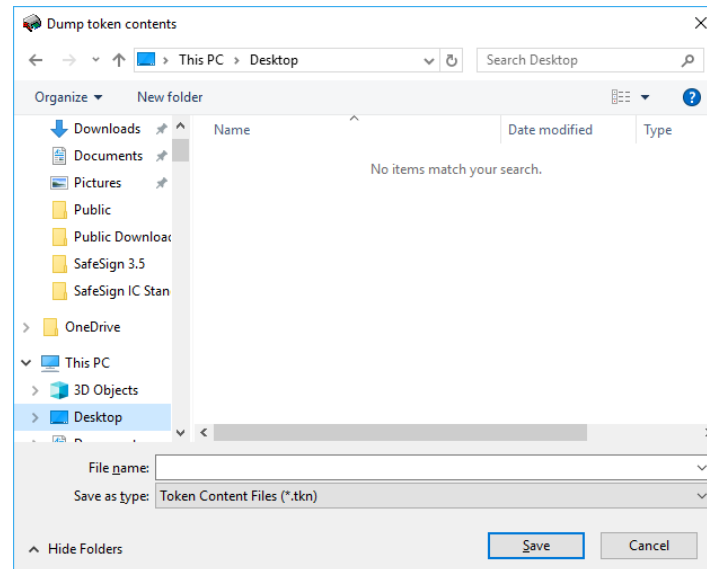 Dump token contents
This PC > Desktop
Search Desktop
Organize
New folder
Name
Date modified
Type
Downloads
Documents
Pictures
Public
Public Downloa
SafeSign 3.5
SafeSign IC Stan
OneDrive
This PC
3D Objects
Desktop
No items match your search.
File name:
Save as type: Token Content Files (*.tkn)
Hide Folders
Save
Cancel